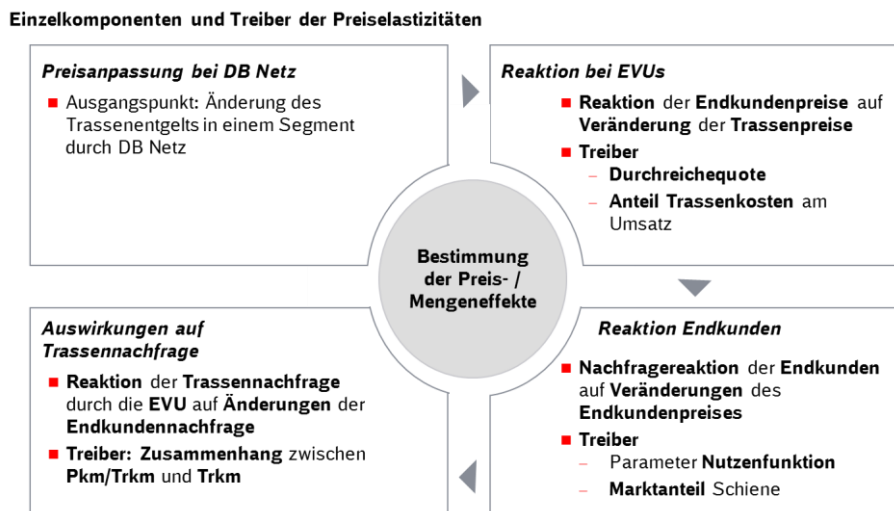 Einzelkomponenten und Treiber der Preiselastizitäten
Preisanpassung bei DB Netz
Ausgangspunkt: Änderung des
Trassenentgelts in einem Segment
durch DB Netz
Reaktion bei EVUs
Reaktion der Endkundenpreise auf
Veränderung der Trassenpreise
Treiber
– Durchreichequote
– Anteil Trassenkosten am
Umsatz
Bestimmung
der Preis- /
Mengeneffekte
Auswirkungen auf
Trassennachfrage
Reaktion der Trassennachfrage
durch die EVU auf Änderungen der
Endkundennachfrage
Treiber: Zusammenhang zwischen
Pkm/Trkm und Trkm
Reaktion Endkunden
Nachfragereaktion der Endkunden
auf Veränderungen des
Endkundenpreises
Treiber
– Parameter Nutzenfunktion
– Marktanteil Schiene